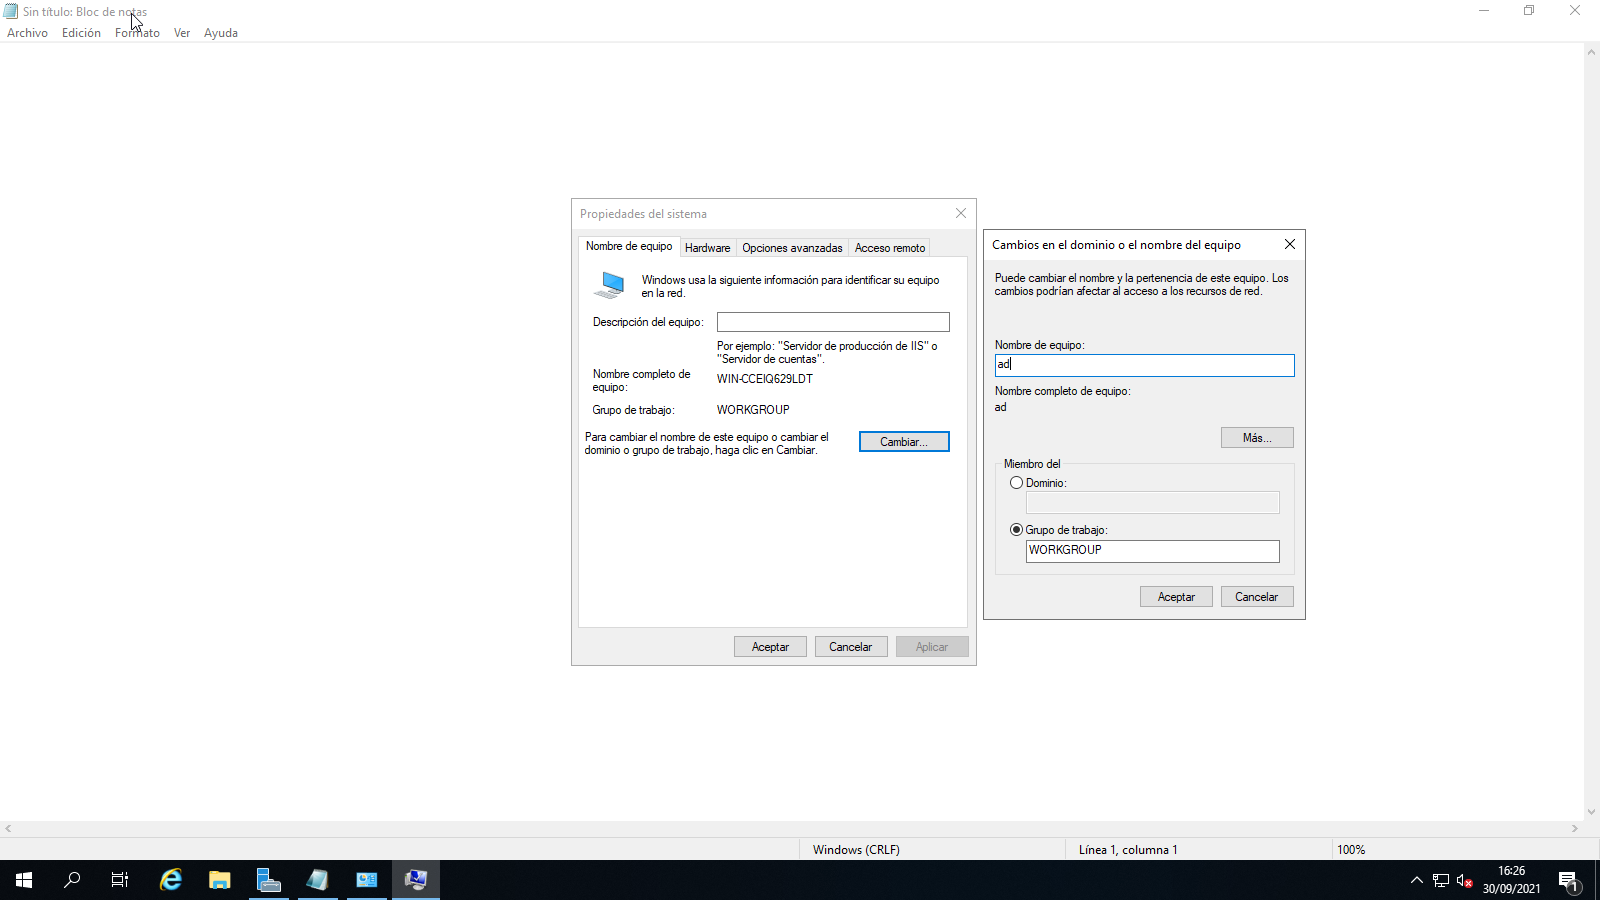 Sin título: Bloc de notas
Archivo Edición Formato Ver Ayuda
Propiedades del sistema
Nombre de equipo Hardware Opciones avanzadas Acceso remoto
Windows usa la siguiente información para identificar su equipo
en la red.
Descripción del equipo:
Por ejemplo: "Servidor de producción de IIS" o
"Servidor de cuentas".
Nombre completo de
equipo:
WIN-CCEIQ629LDT
Grupo de trabajo: WORKGROUP
Para cambiar el nombre de este equipo o cambiar el
dominio o grupo de trabajo, haga clic en Cambiar.
Cambiar...
Aceptar Cancelar Aplicar
Cambios en el dominio o el nombre del equipo
Puede cambiar el nombre y la pertenencia de este equipo. Los
cambios podrían afectar al acceso a los recursos de red.
Nombre de equipo:
ad
Nombre completo de equipo:
ad
Más...
Miembro del
Dominio:
Grupo de trabajo:
WORKGROUP
Aceptar Cancelar
Windows (CRLF) Línea 1, columna 1 100%
16:26
30/09/2021
1